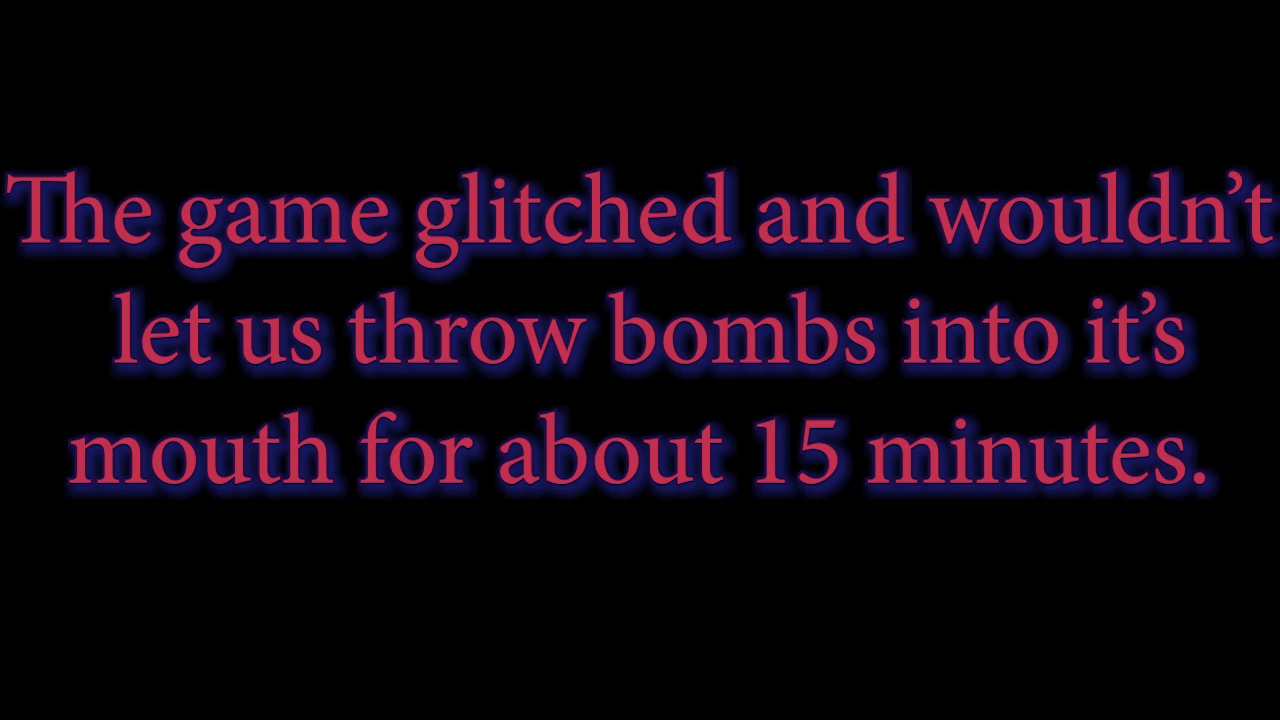 The game glitched and wouldn’t
let us throw bombs into it’s
mouth for about 15 minutes.